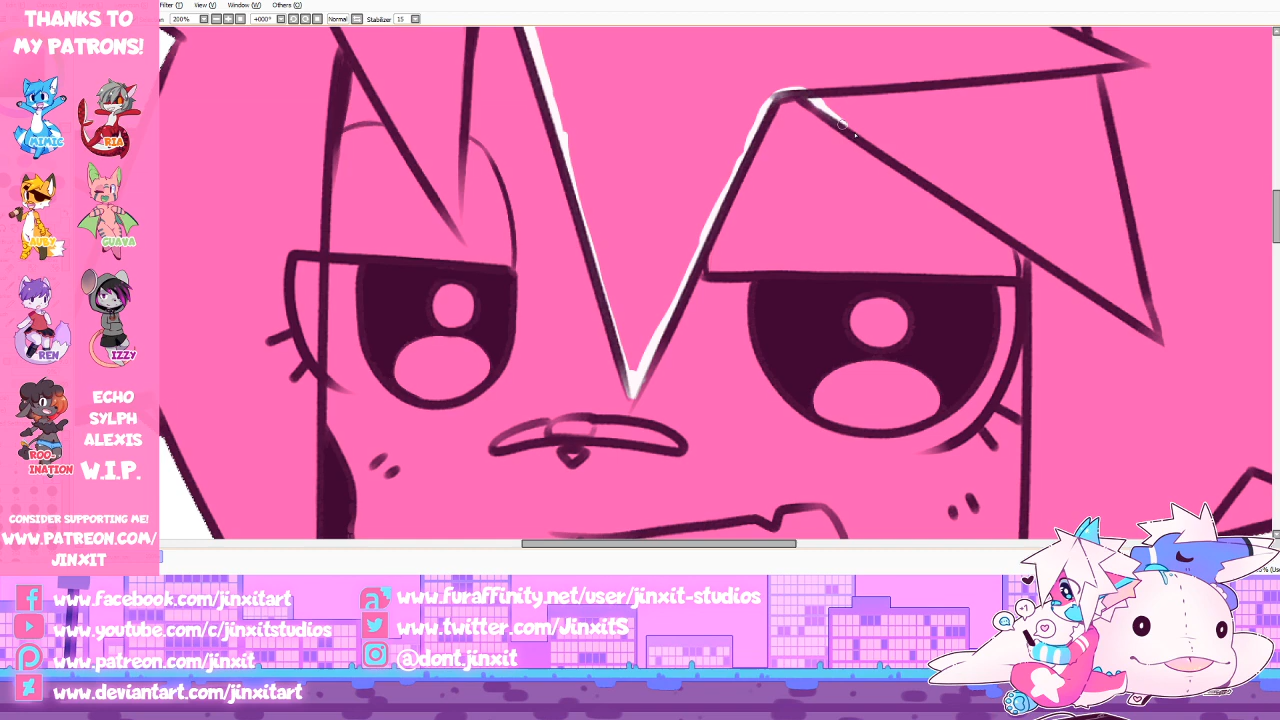 Filter (T) View (V) Window (W) Others (O)
200% +000° Normal Stabilizer 15
THANKS TO
MY PATRONS!
MIMIC
RIA
AUBY
GUAVA
REN
IZZY
ROO-
INATION
ECHO
SYLPH
ALEXIS
W.I.P.
CONSIDER SUPPORTING ME!
WWW.PATREON.COM/
JINXIT
www.facebook.com/jinxitart
www.youtube.com/c/jinxitstudios
www.patreon.com/jinxit
www.deviantart.com/jinxitart
www.furaffinity.net/user/jinxit-studios
www.twitter.com/JinxitS
@dont.jinxit